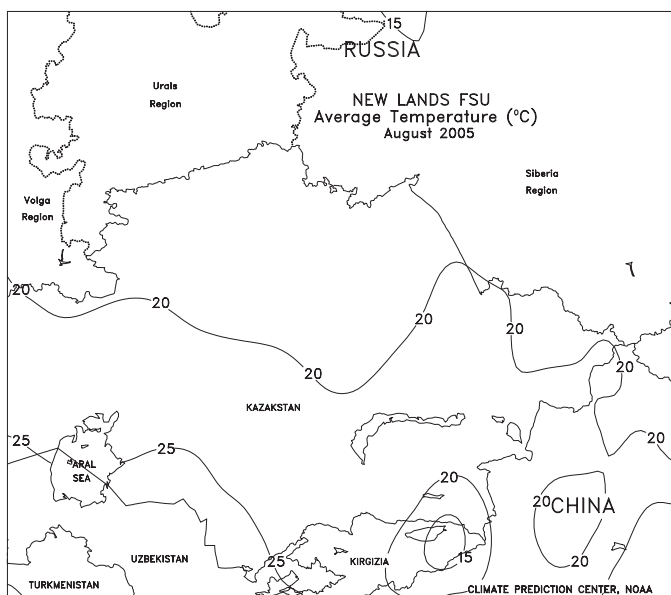 15
RUSSIA
Urals
Region
NEW LANDS FSU
Average Temperature (ºC)
August 2005
Siberia
Region
Volga
Region
20
20
20
20
20
20
KAZAKSTAN
20
25
25
ARAL
SEA
20
20
CHINA
15
UZBEKISTAN
KIRGIZIA
25
20
TURKMENISTAN
CLIMATE PREDICTION CENTER, NOAA